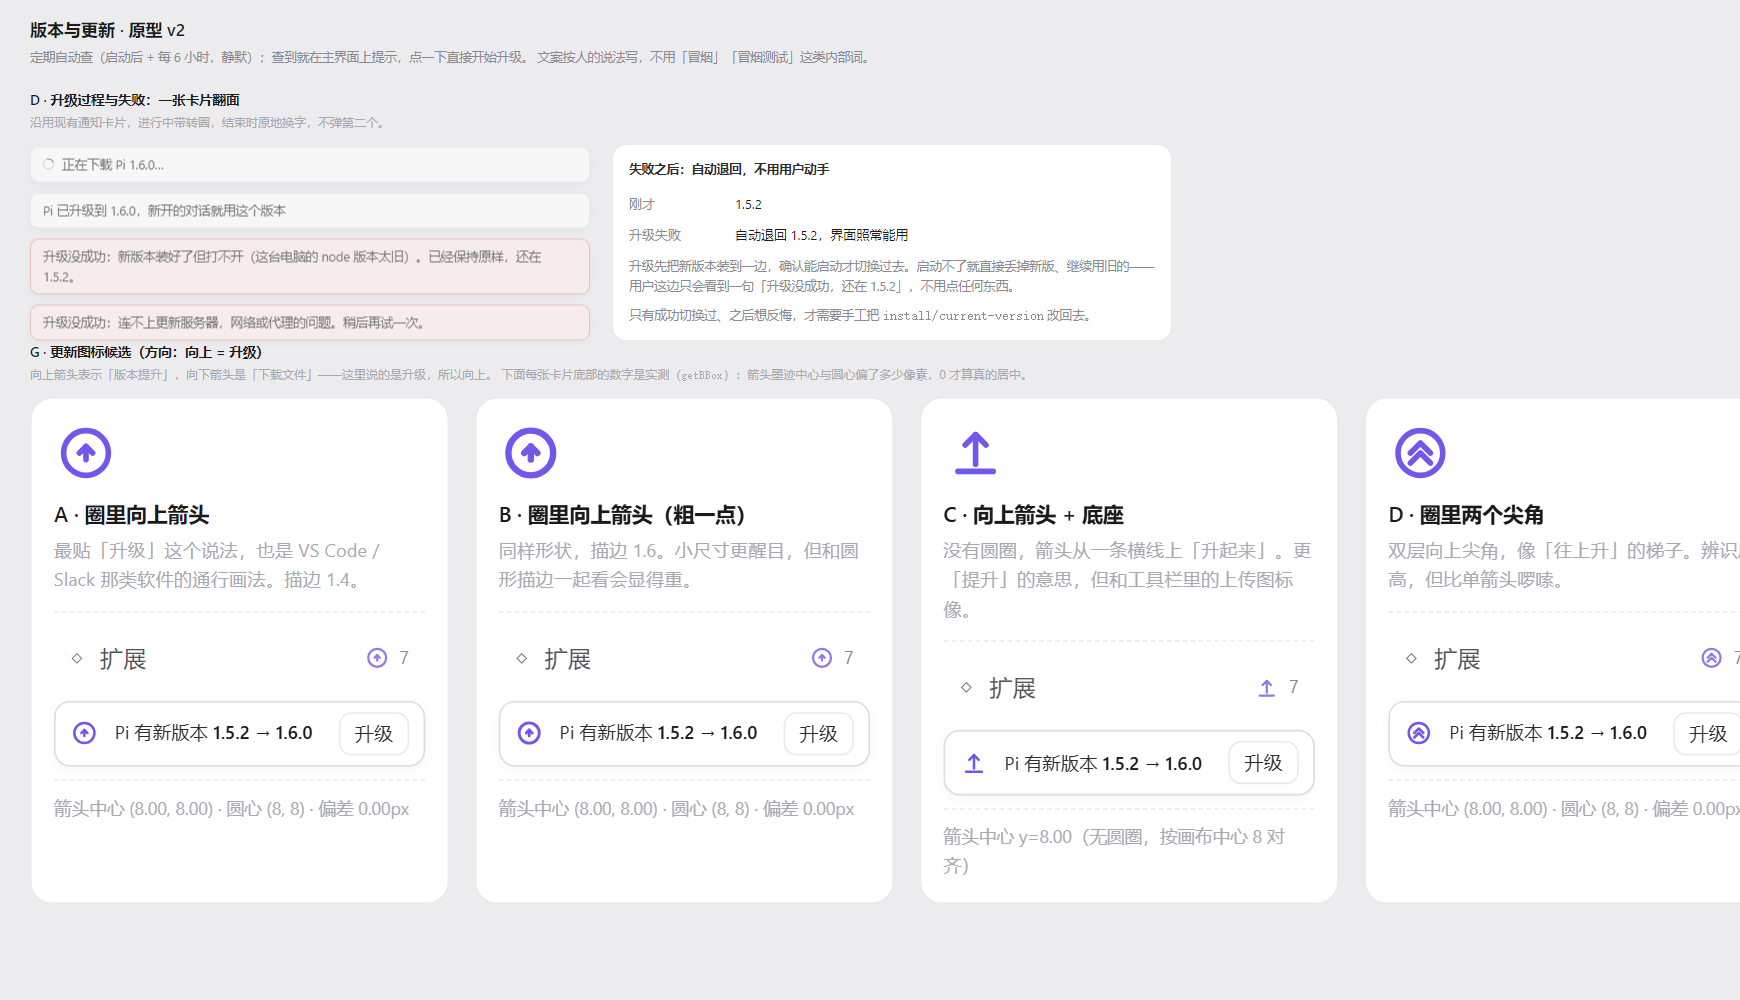 版本与更新 · 原型 v2
定期自动查（启动后 + 每 6 小时，静默）；查到就在主界面上提示，点一下直接开始升级。 文案按人的说法写，不用「冒烟」「冒烟测试」这类内部词。
D · 升级过程与失败：一张卡片翻面
沿用现有通知卡片，进行中带转圈，结束时原地换字，不弹第二个。
正在下载 Pi 1.6.0...
Pi 已升级到 1.6.0，新开的对话就用这个版本
升级没成功：新版本装好了但打不开（这台电脑的 node 版本太旧）。已经保持原样，还在
1.5.2。
升级没成功：连不上更新服务器，网络或代理的问题。稍后再试一次。
失败之后：自动退回，不用用户动手
刚才 1.5.2
升级失败 自动退回 1.5.2，界面照常能用
升级先把新版本装到一边，确认能启动才切换过去。启动不了就直接丢掉新版、继续用旧的——
用户这边只会看到一句「升级没成功，还在 1.5.2」，不用点任何东西。
只有成功切换过、之后想反悔，才需要手工把 install/current-version 改回去。
G · 更新图标候选（方向：向上 = 升级）
向上箭头表示「版本提升」，向下箭头是「下载文件」——这里说的是升级，所以向上。 下面每张卡片底部的数字是实测（getBBox）：箭头墨迹中心与圆心偏了多少像素，0 才算真的居中。
A · 圈里向上箭头
最贴「升级」这个说法，也是 VS Code /
Slack 那类软件的通行画法。描边 1.4。
◇ 扩展 7
Pi 有新版本 1.5.2 → 1.6.0 升级
箭头中心 (8.00, 8.00) · 圆心 (8, 8) · 偏差 0.00px
B · 圈里向上箭头（粗一点）
同样形状，描边 1.6。小尺寸更醒目，但和圆
形描边一起看会显得重。
◇ 扩展 7
Pi 有新版本 1.5.2 → 1.6.0 升级
箭头中心 (8.00, 8.00) · 圆心 (8, 8) · 偏差 0.00px
C · 向上箭头 + 底座
没有圆圈，箭头从一条横线上「升起来」。更
「提升」的意思，但和工具栏里的上传图标
像。
◇ 扩展 7
Pi 有新版本 1.5.2 → 1.6.0 升级
箭头中心 y=8.00（无圆圈，按画布中心 8 对
齐）
D · 圈里两个尖角
双层向上尖角，像「往上升」的梯子。辨识
高，但比单箭头啰嗦。
◇ 扩展 7
Pi 有新版本 1.5.2 → 1.6.0 升级
箭头中心 (8.00, 8.00) · 圆心 (8, 8) · 偏差 0.00px